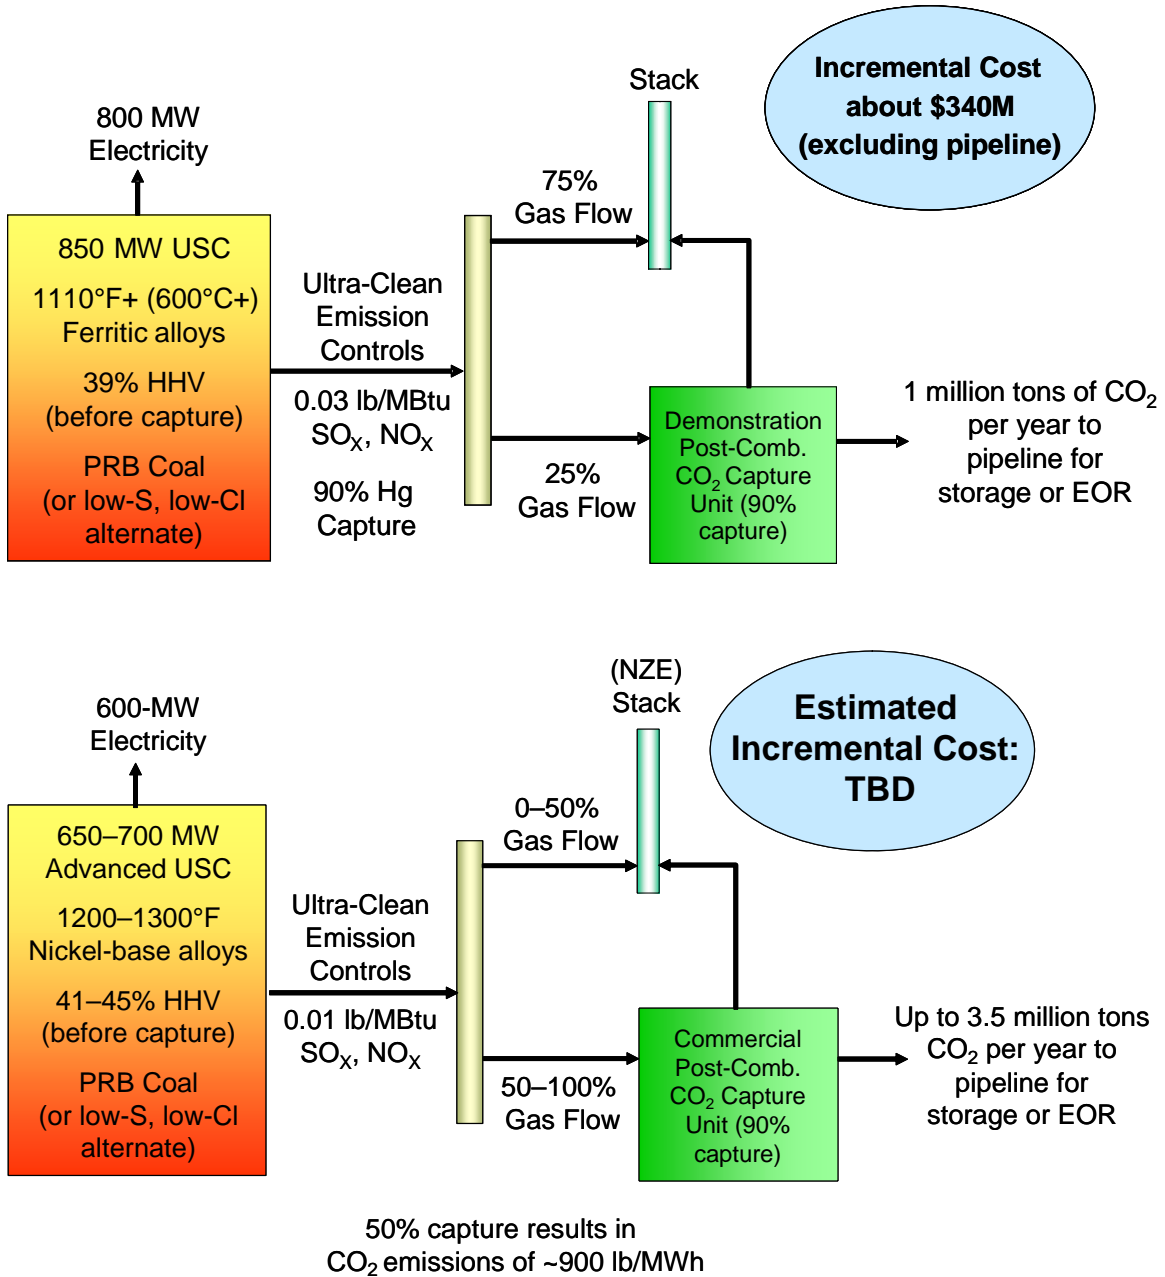 800 MW
Electricity
850 MW USC
1110°F+ (600°C+)
Ferritic alloys
39% HHV
(before capture)
PRB Coal
(or low-S, low-Cl
alternate)
Ultra-Clean
Emission
Controls
0.03 lb/MBtu
SOX, NOX
90% Hg
Capture
75%
Gas Flow
25%
Gas Flow
Stack
Demonstration
Post-Comb.
CO2 Capture
Unit (90%
capture)
Incremental Cost
about $340M
(excluding pipeline)
1 million tons of CO2
per year to
pipeline for
storage or EOR
600-MW
Electricity
650–700 MW
Advanced USC
1200–1300°F
Nickel-base alloys
41–45% HHV
(before capture)
PRB Coal
(or low-S, low-Cl
alternate)
Ultra-Clean
Emission
Controls
0.01 lb/MBtu
SOX, NOX
0–50%
Gas Flow
50–100%
Gas Flow
(NZE)
Stack
Commercial
Post-Comb.
CO2 Capture
Unit (90%
capture)
Estimated
Incremental Cost:
TBD
Up to 3.5 million tons
CO2 per year to
pipeline for
storage or EOR
50% capture results in
CO2 emissions of ~900 lb/MWh